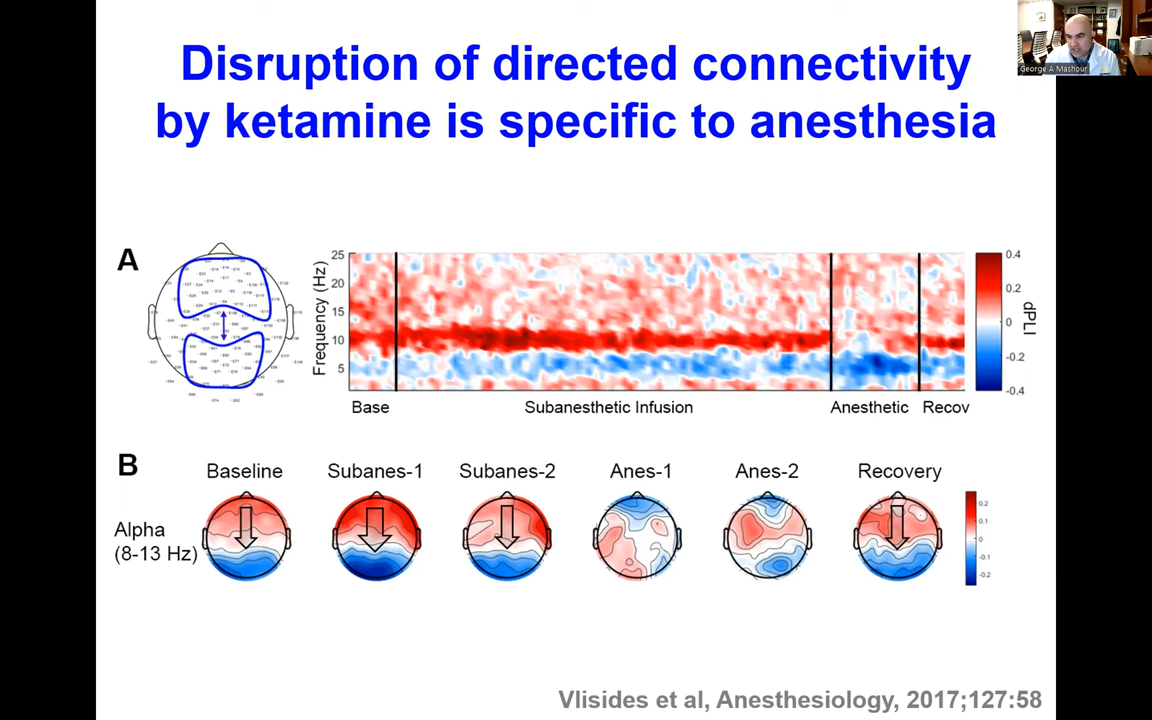 George A Mashour
Disruption of directed connectivity
by ketamine is specific to anesthesia
A
Frequency (Hz)
25
20
15
10
5
Base
Subanesthetic Infusion
Anesthetic
Recov
0.4
0.2
0
-0.2
-0.4
dPLI
B
Baseline
Subanes-1
Subanes-2
Anes-1
Anes-2
Recovery
Alpha
(8-13 Hz)
0.2
0.1
0
-0.1
-0.2
Vlisides et al, Anesthesiology, 2017;127:58